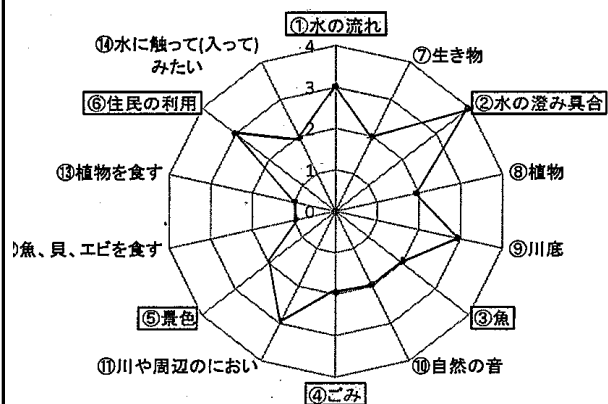 ①水の流れ
⑭水に触って(入って)
みたい
4
⑦生き物
⑥住民の利用
3
②水の澄み具合
2
⑬植物を食す
1
⑧植物
0
魚、貝、エビを食す
⑨川底
⑤景色
③魚
⑪川や周辺のにおい
⑩自然の音
④ごみ